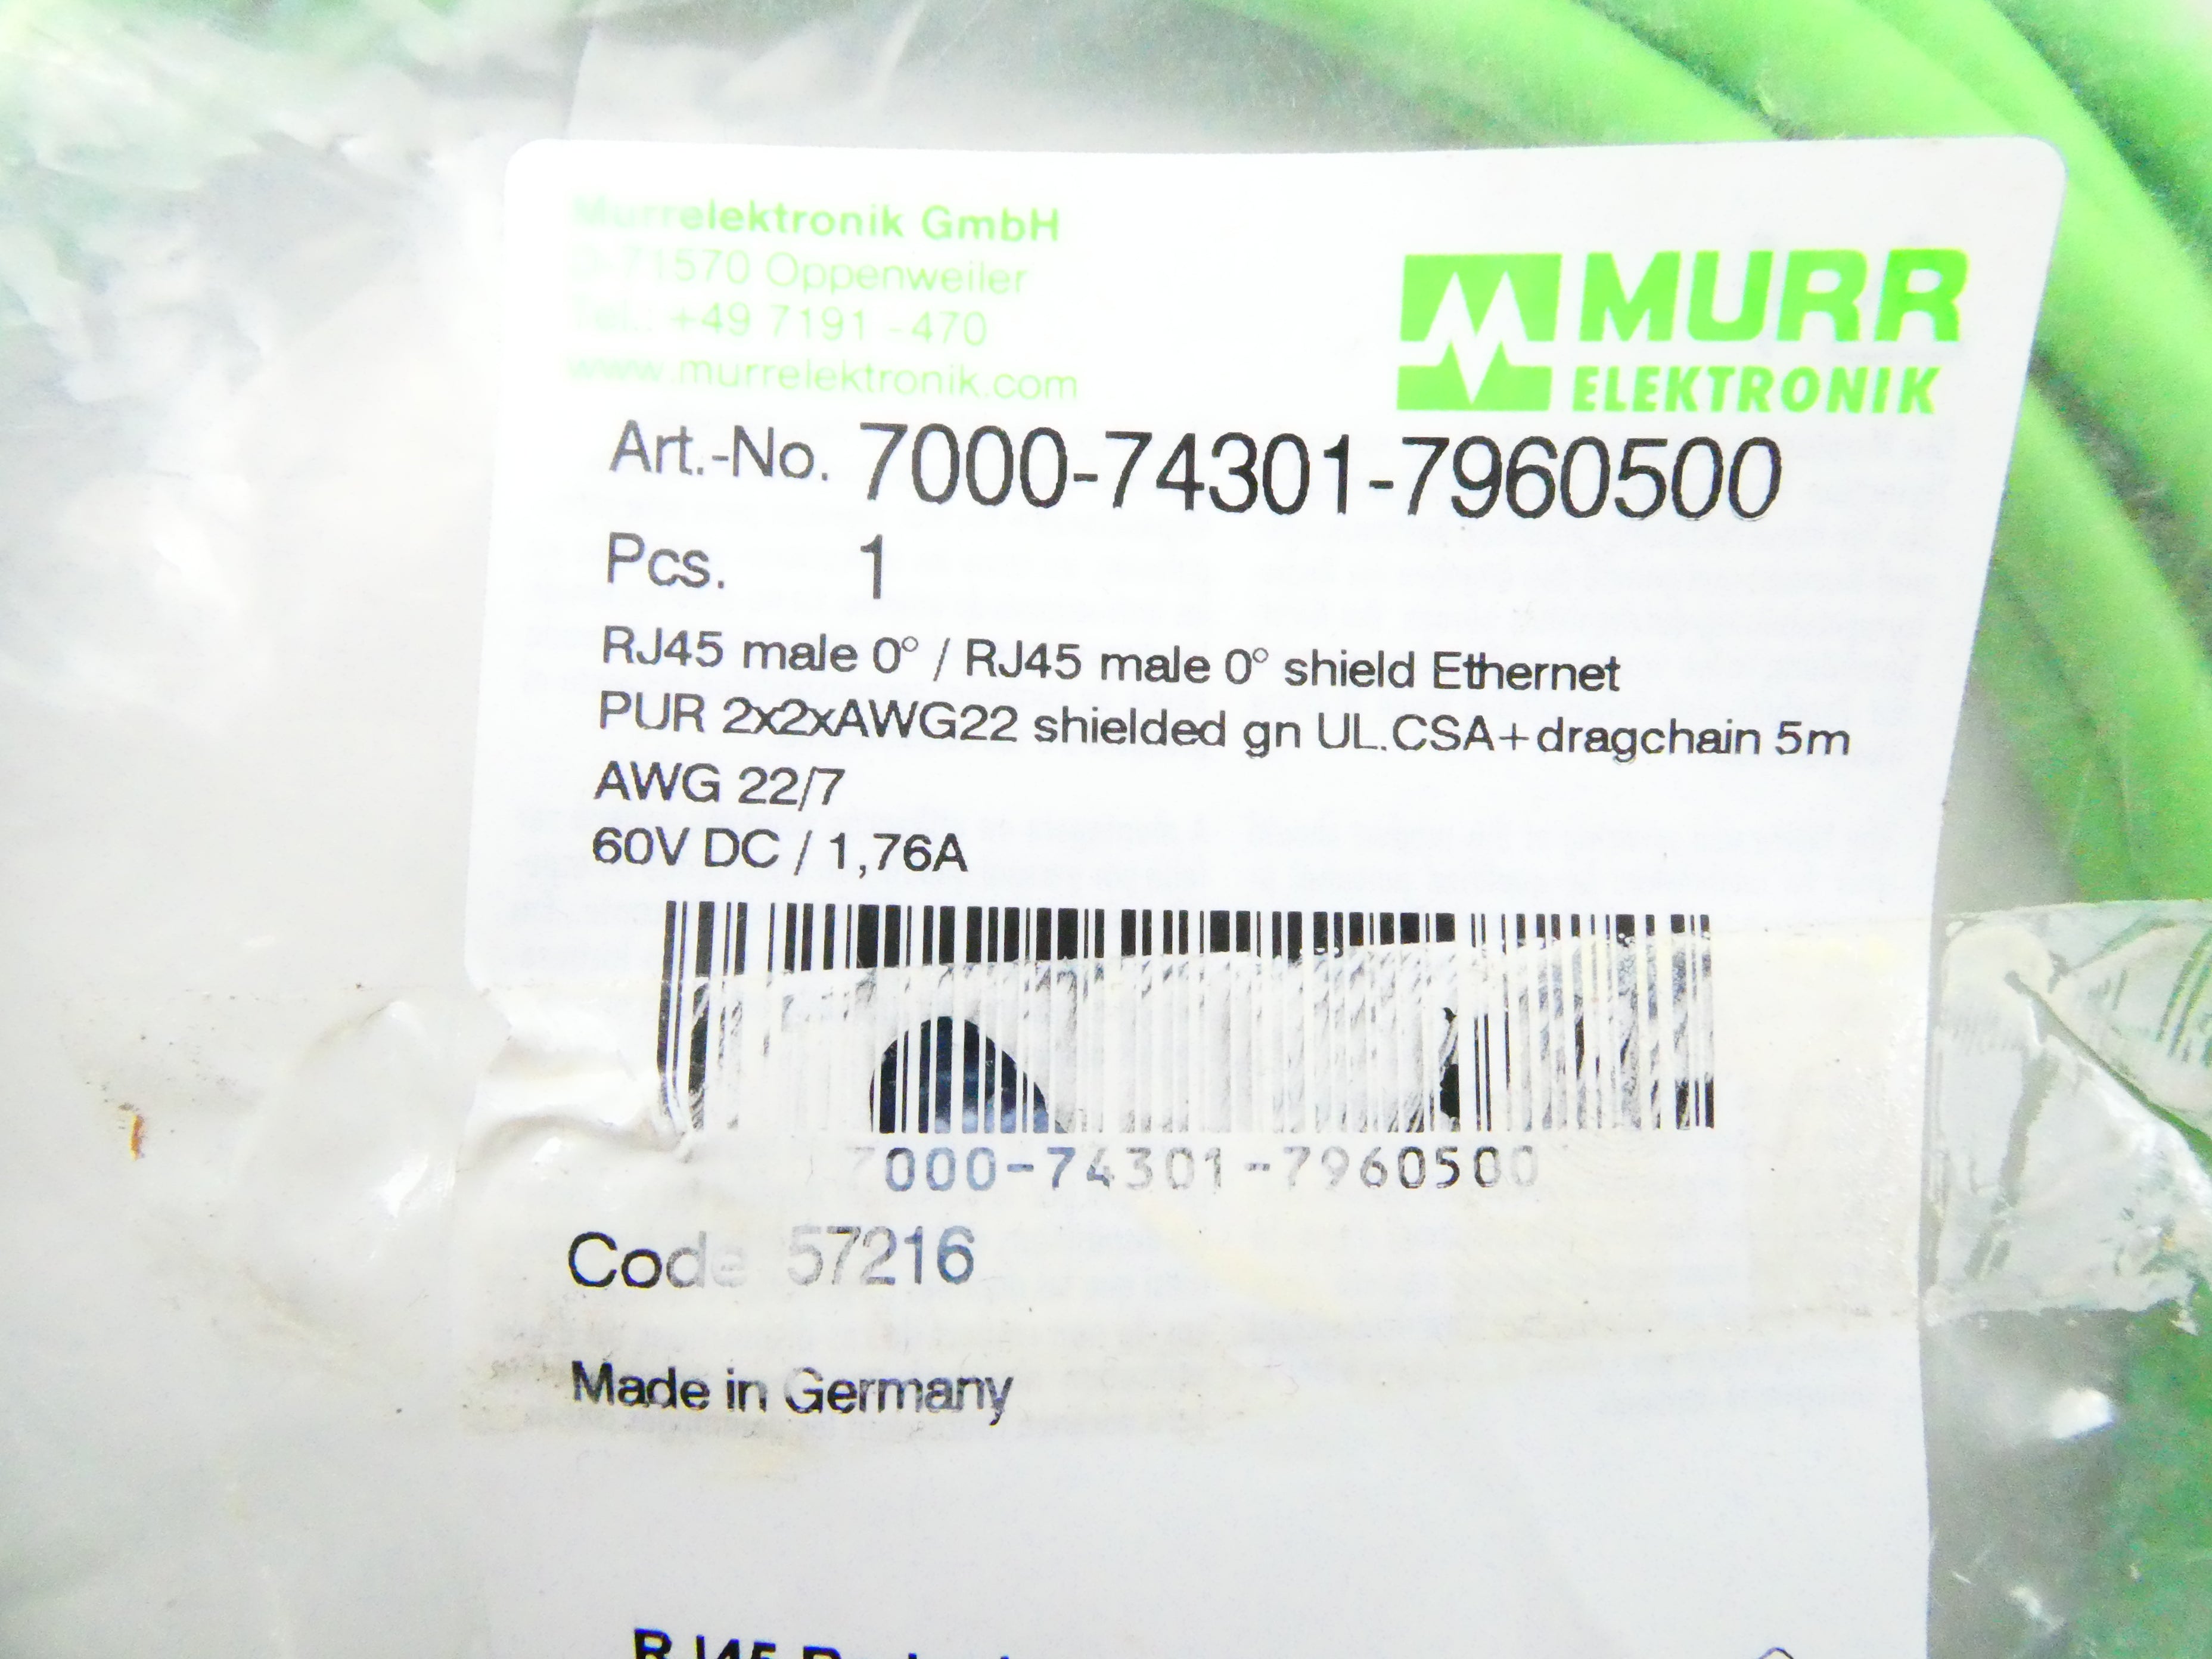 Murrelektronik GmbH
D-71570 Oppenweiler
Tel.: +49 7191 - 470
www.murrelektronik.com
MURR
ELEKTRONIK
Art.-No. 7000-74301-7960500
Pcs. 1
RJ45 male 0° / RJ45 male 0° shield Ethernet
PUR 2x2xAWG22 shielded gn UL.CSA+dragchain 5m
AWG 22/7
60V DC / 1,76A
7000-74301-7960500
Code 57216
Made in Germany
RJ45